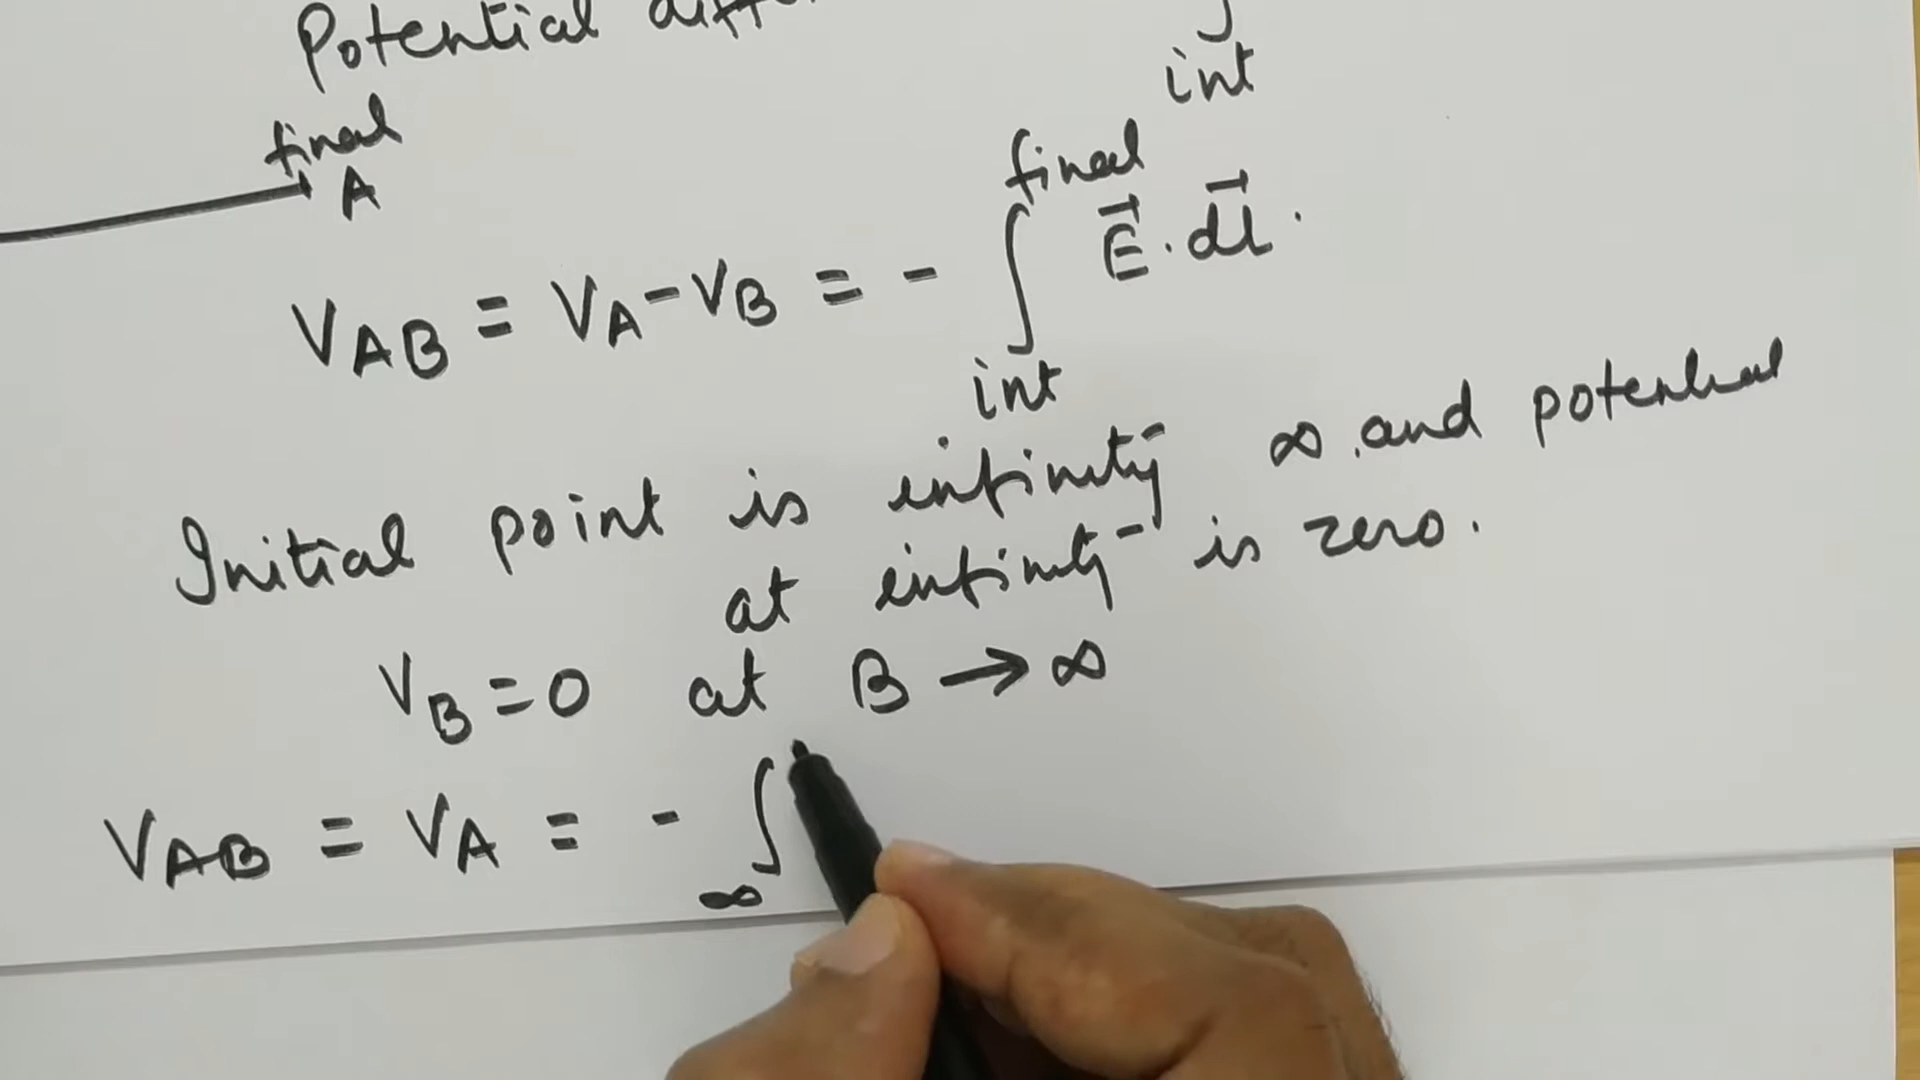 Potential
int
final
A
final
V_AB = V_A - V_B = - ∫ E⃗ . dl⃗ .
int
Initial point is infinity ∞ and potential
at infinity is zero.
V_B = 0 at B → ∞
V_AB = V_A = - ∫
∞